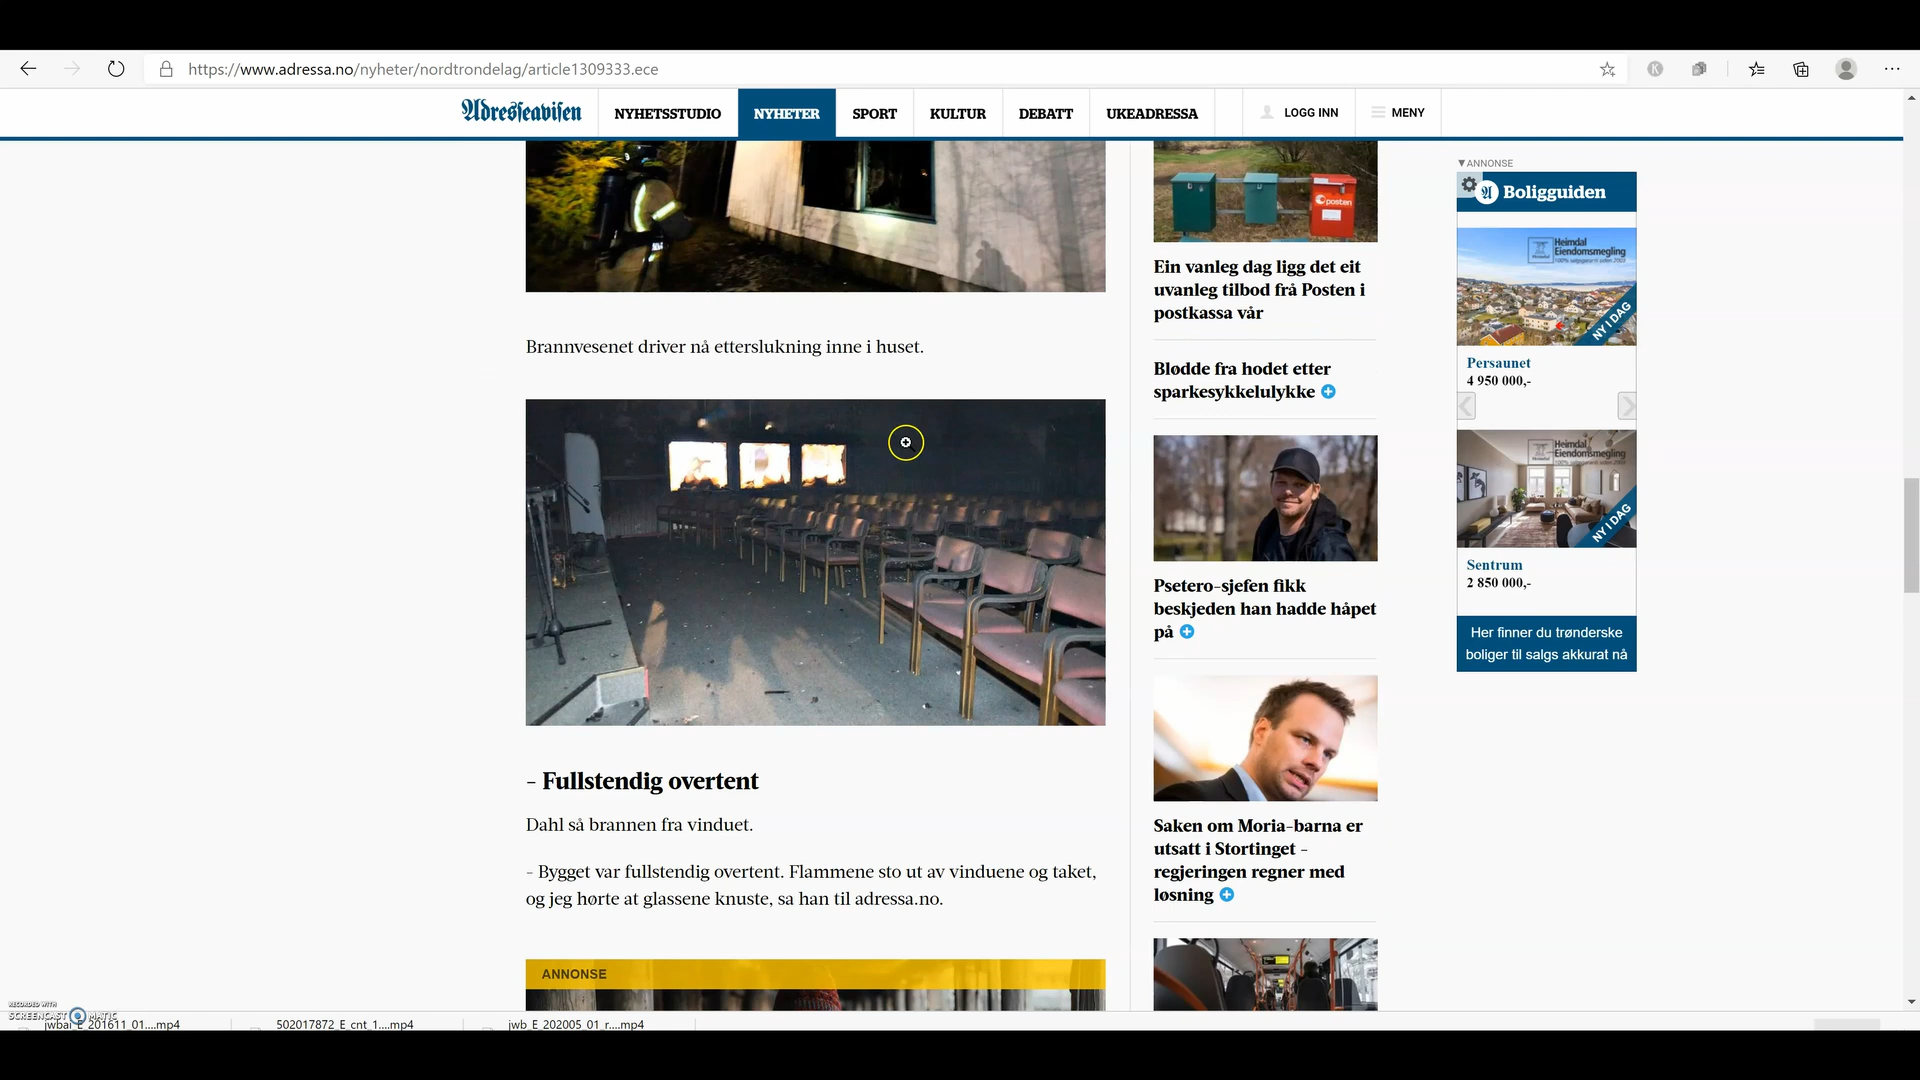 https://www.adressa.no/nyheter/nordtrondelag/article1309333.ece
K
Adresseavisen
NYHETSSTUDIO
NYHETER
SPORT
KULTUR
DEBATT
UKEADRESSA
LOGG INN
MENY
Brannvesenet driver nå etterslukning inne i huset.
- Fullstendig overtent
Dahl så brannen fra vinduet.
- Bygget var fullstendig overtent. Flammene sto ut av vinduene og taket,
og jeg hørte at glassene knuste, sa han til adressa.no.
ANNONSE
posten
Ein vanleg dag ligg det eit
uvanleg tilbod frå Posten i
postkassa vår
Blødde fra hodet etter
sparkesykkelulykke
Psetero-sjefen fikk
beskjeden han hadde håpet
på
Saken om Moria-barna er
utsatt i Stortinget -
regjeringen regner med
løsning
▼ANNONSE
Boligguiden
Heimdal
Eiendomsmegling
NY I DAG
Persaunet
4 950 000,-
Heimdal
Eiendomsmegling
NY I DAG
Sentrum
2 850 000,-
Her finner du trønderske
boliger til salgs akkurat nå
RECORDED WITH
SCREENCAST MATIC
jwbai_E_201611_01....mp4
502017872_E_cnt_1....mp4
jwb_E_202005_01_r....mp4